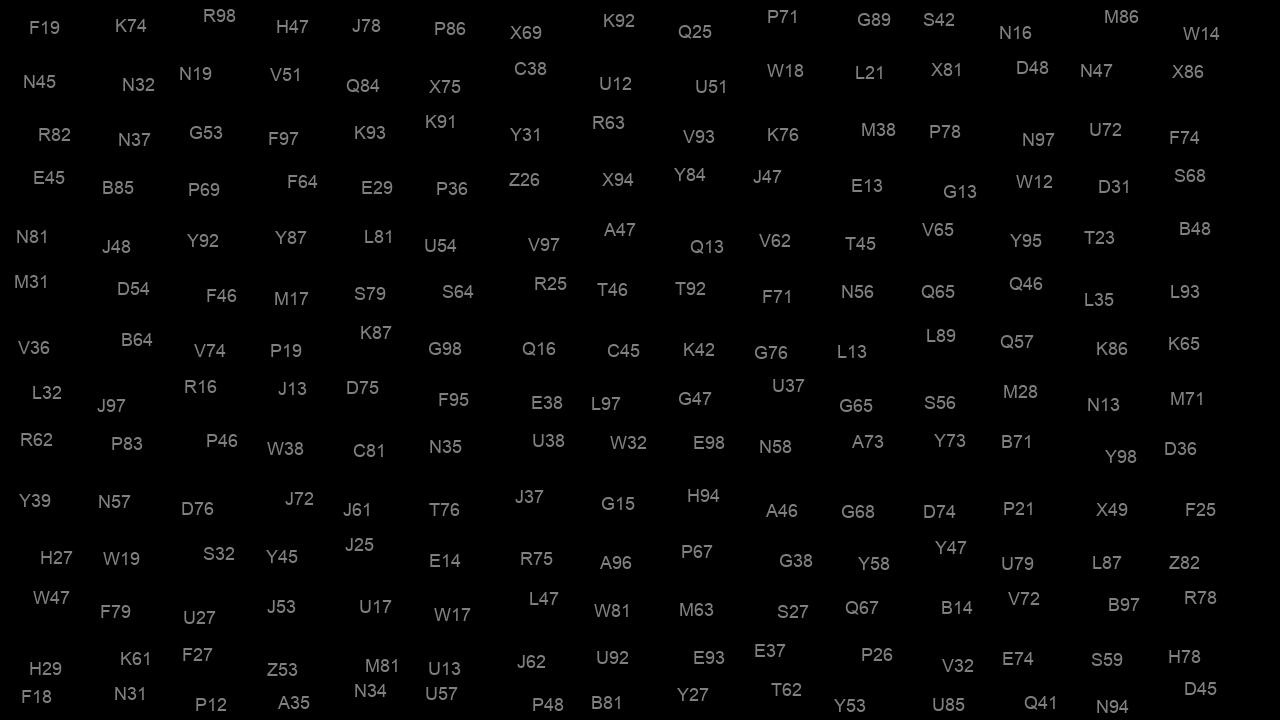 F19 K74 R98 H47 J78 P86 X69 K92 Q25 P71 G89 S42 N16 M86 W14
N45 N32 N19 V51 Q84 X75 C38 U12 U51 W18 L21 X81 D48 N47 X86
R82 N37 G53 F97 K93 K91 Y31 R63 V93 K76 M38 P78 N97 U72 F74
E45 B85 P69 F64 E29 P36 Z26 X94 Y84 J47 E13 G13 W12 D31 S68
N81 J48 Y92 Y87 L81 U54 V97 A47 Q13 V62 T45 V65 Y95 T23 B48
M31 D54 F46 M17 S79 S64 R25 T46 T92 F71 N56 Q65 Q46 L35 L93
V36 B64 V74 P19 K87 G98 Q16 C45 K42 G76 L13 L89 Q57 K86 K65
L32 J97 R16 J13 D75 F95 E38 L97 G47 U37 G65 S56 M28 N13 M71
R62 P83 P46 W38 C81 N35 U38 W32 E98 N58 A73 Y73 B71 Y98 D36
Y39 N57 D76 J72 J61 T76 J37 G15 H94 A46 G68 D74 P21 X49 F25
H27 W19 S32 Y45 J25 E14 R75 A96 P67 G38 Y58 Y47 U79 L87 Z82
W47 F79 U27 J53 U17 W17 L47 W81 M63 S27 Q67 B14 V72 B97 R78
H29 K61 F27 Z53 M81 U13 J62 U92 E93 E37 P26 V32 E74 S59 H78
F18 N31 P12 A35 N34 U57 P48 B81 Y27 T62 Y53 U85 Q41 N94 D45